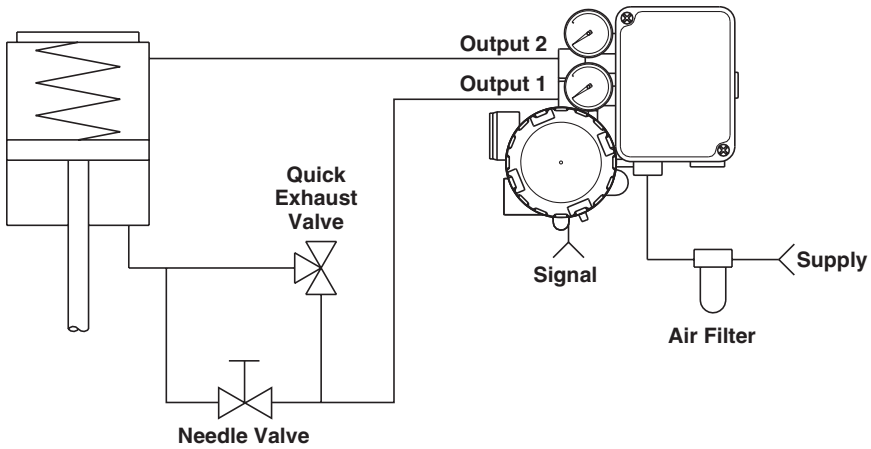 Output 2
Output 1
Quick
Exhaust
Valve
Signal
Supply
Air Filter
Needle Valve